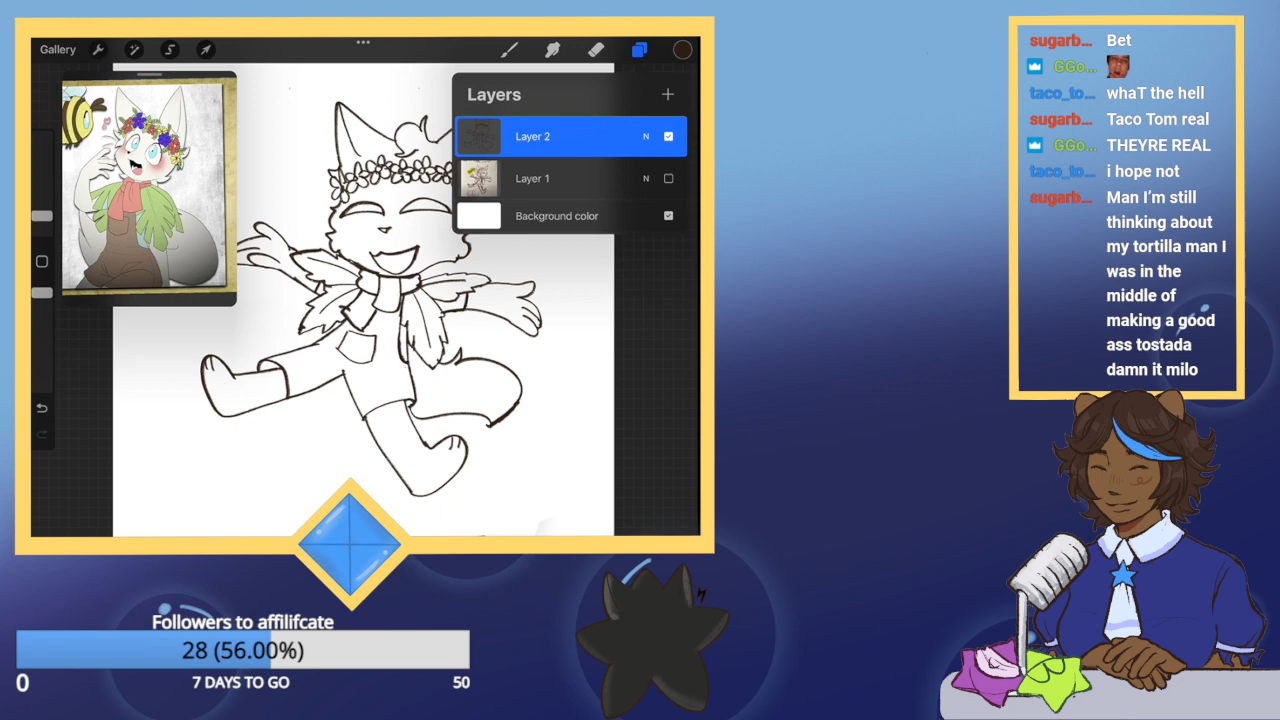 Gallery
Layers
Layer 2 N
Layer 1 N
Background color
sugarb... Bet
GGo...
taco_to... whaT the hell
sugarb... Taco Tom real
GGo... THEYRE REAL
taco_to... i hope not
sugarb... Man I'm still
thinking about
my tortilla man I
was in the
middle of
making a good
ass tostada
damn it milo
Followers to affilifcate
28 (56.00%)
0 7 DAYS TO GO 50